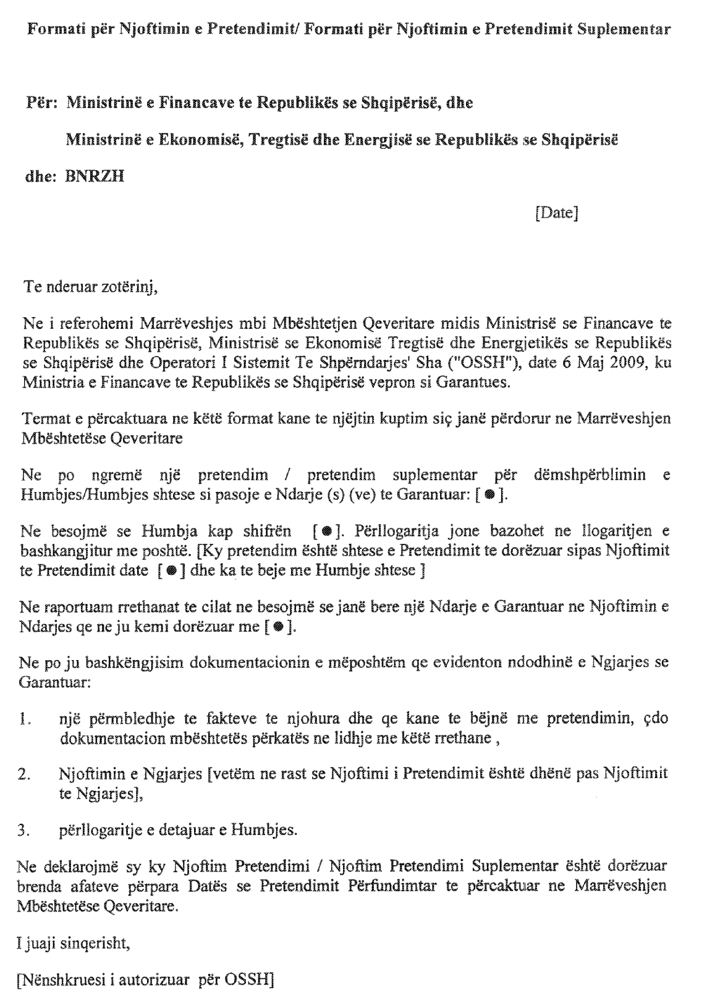 Formati për Njoftimin e Pretendimit/ Formati për Njoftimin e Pretendimit Suplementar
Për: Ministrinë e Financave te Republikës se Shqipërisë, dhe
Ministrinë e Ekonomisë, Tregtisë dhe Energjisë se Republikës se Shqipërisë
dhe: BNRZH
[Date]
Te nderuar zotërinj,
Ne i referohemi Marrëveshjes mbi Mbështetjen Qeveritare midis Ministrisë se Financave te
Republikës se Shqipërisë, Ministrisë se Ekonomisë Tregtisë dhe Energjetikës se Republikës
se Shqipërisë dhe Operatori I Sistemit Te Shpërndarjes' Sha ("OSSH"), date 6 Maj 2009, ku
Ministria e Financave te Republikës se Shqipërisë vepron si Garantues.
Termat e përcaktuara ne këtë format kane te njëjtin kuptim siç janë përdorur ne Marrëveshjen
Mbështetëse Qeveritare
Ne po ngremë një pretendim / pretendim suplementar për dëmshpërblimin e
Humbjes/Humbjes shtese si pasoje e Ndarje (s) (ve) te Garantuar: [ ● ].
Ne besojmë se Humbja kap shifrën [ ● ]. Përllogaritja jone bazohet ne llogaritjen e
bashkangjitur me poshtë. [Ky pretendim është shtese e Pretendimit te dorëzuar sipas Njoftimit
te Pretendimit date [ ● ] dhe ka te beje me Humbje shtese ]
Ne raportuam rrethanat te cilat ne besojmë se janë bere një Ndarje e Garantuar ne Njoftimin e
Ndarjes qe ne ju kemi dorëzuar me [ ● ].
Ne po ju bashkëngjisim dokumentacionin e mëposhtëm qe evidenton ndodhinë e Ngjarjes se
Garantuar:
1. një përmbledhje te fakteve te njohura dhe qe kane te bëjnë me pretendimin, çdo
dokumentacion mbështetës përkatës ne lidhje me këtë rrethane ,
2. Njoftimin e Ngjarjes [vetëm ne rast se Njoftimi i Pretendimit është dhënë pas Njoftimit
te Ngjarjes],
3. përllogaritje e detajuar e Humbjes.
Ne deklarojmë sy ky Njoftim Pretendimi / Njoftim Pretendimi Suplementar është dorëzuar
brenda afateve përpara Datës se Pretendimit Përfundimtar te përcaktuar ne Marrëveshjen
Mbështetëse Qeveritare.
I juaji sinqerisht,
[Nënshkruesi i autorizuar për OSSH]